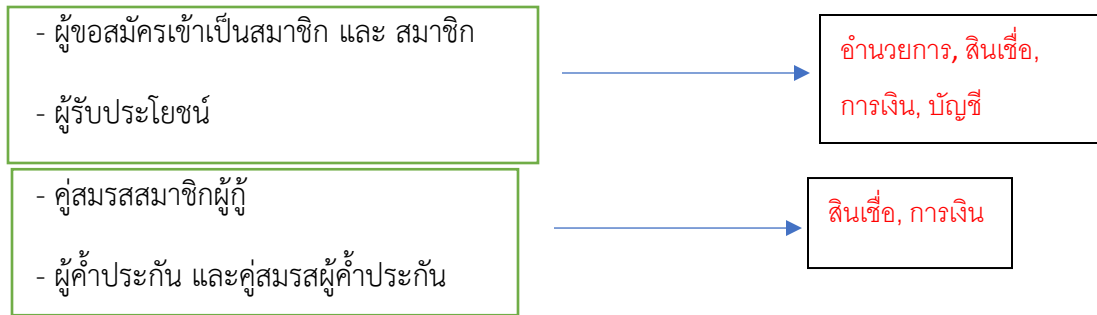 - ผู้ขอสมัครเข้าเป็นสมาชิก และ สมาชิก
- ผู้รับประโยชน์
อำนวยการ, สินเชื่อ,
การเงิน, บัญชี
- คู่สมรสสมาชิกผู้กู้
- ผู้ค้ำประกัน และคู่สมรสผู้ค้ำประกัน
สินเชื่อ, การเงิน